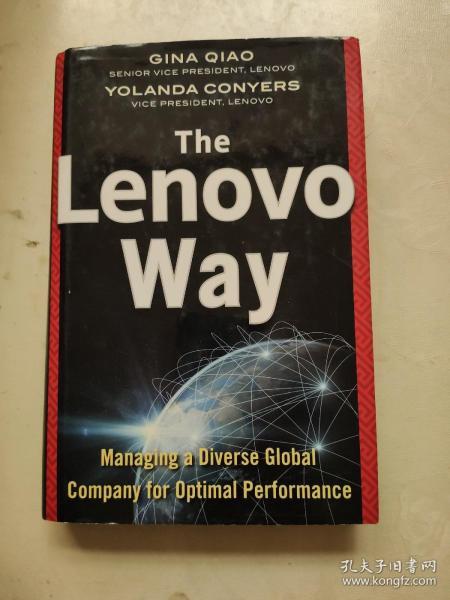 GINA QIAO
SENIOR VICE PRESIDENT, LENOVO
YOLANDA CONYERS
VICE PRESIDENT, LENOVO
The
Lenovo
Way
Managing a Diverse Global
Company for Optimal Performance
孔夫子旧书网
www.kongfz.com